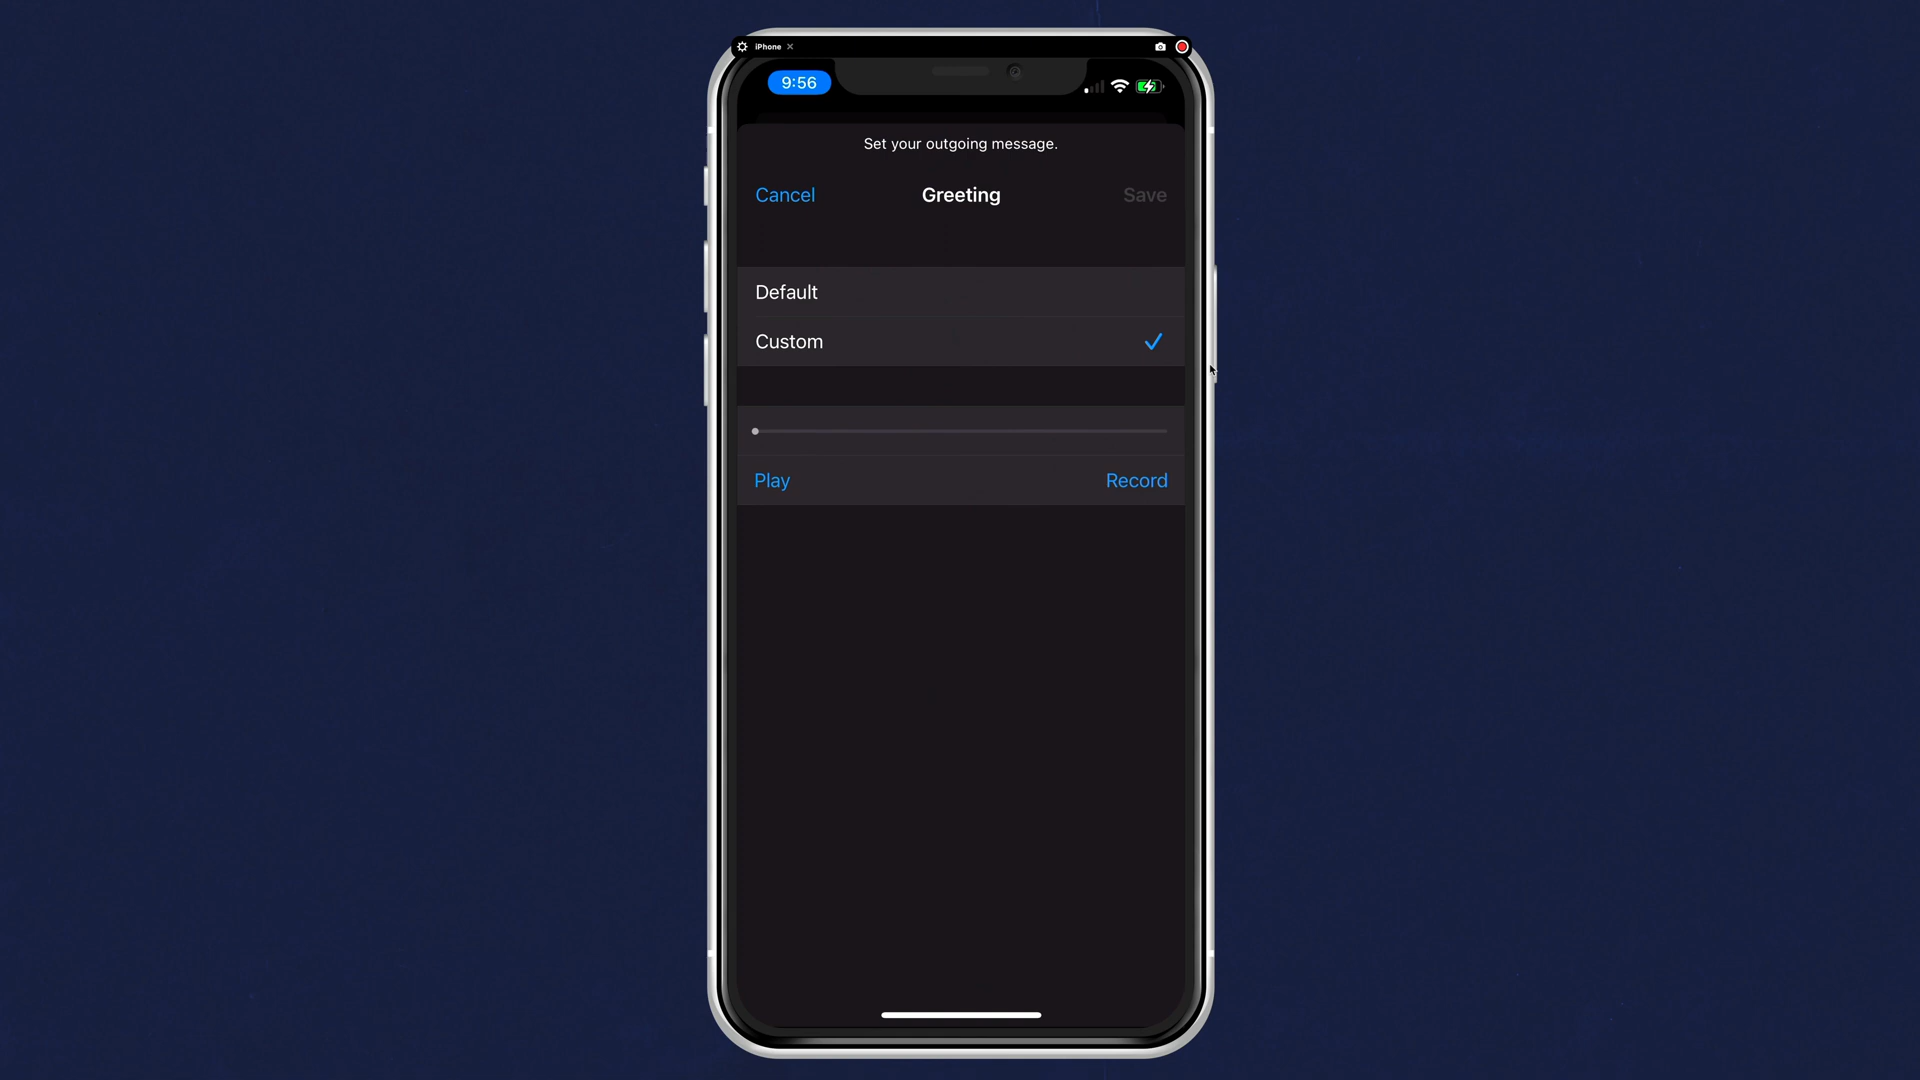 iPhone
9:56
Set your outgoing message.
Cancel Greeting Save
Default
Custom
Play Record